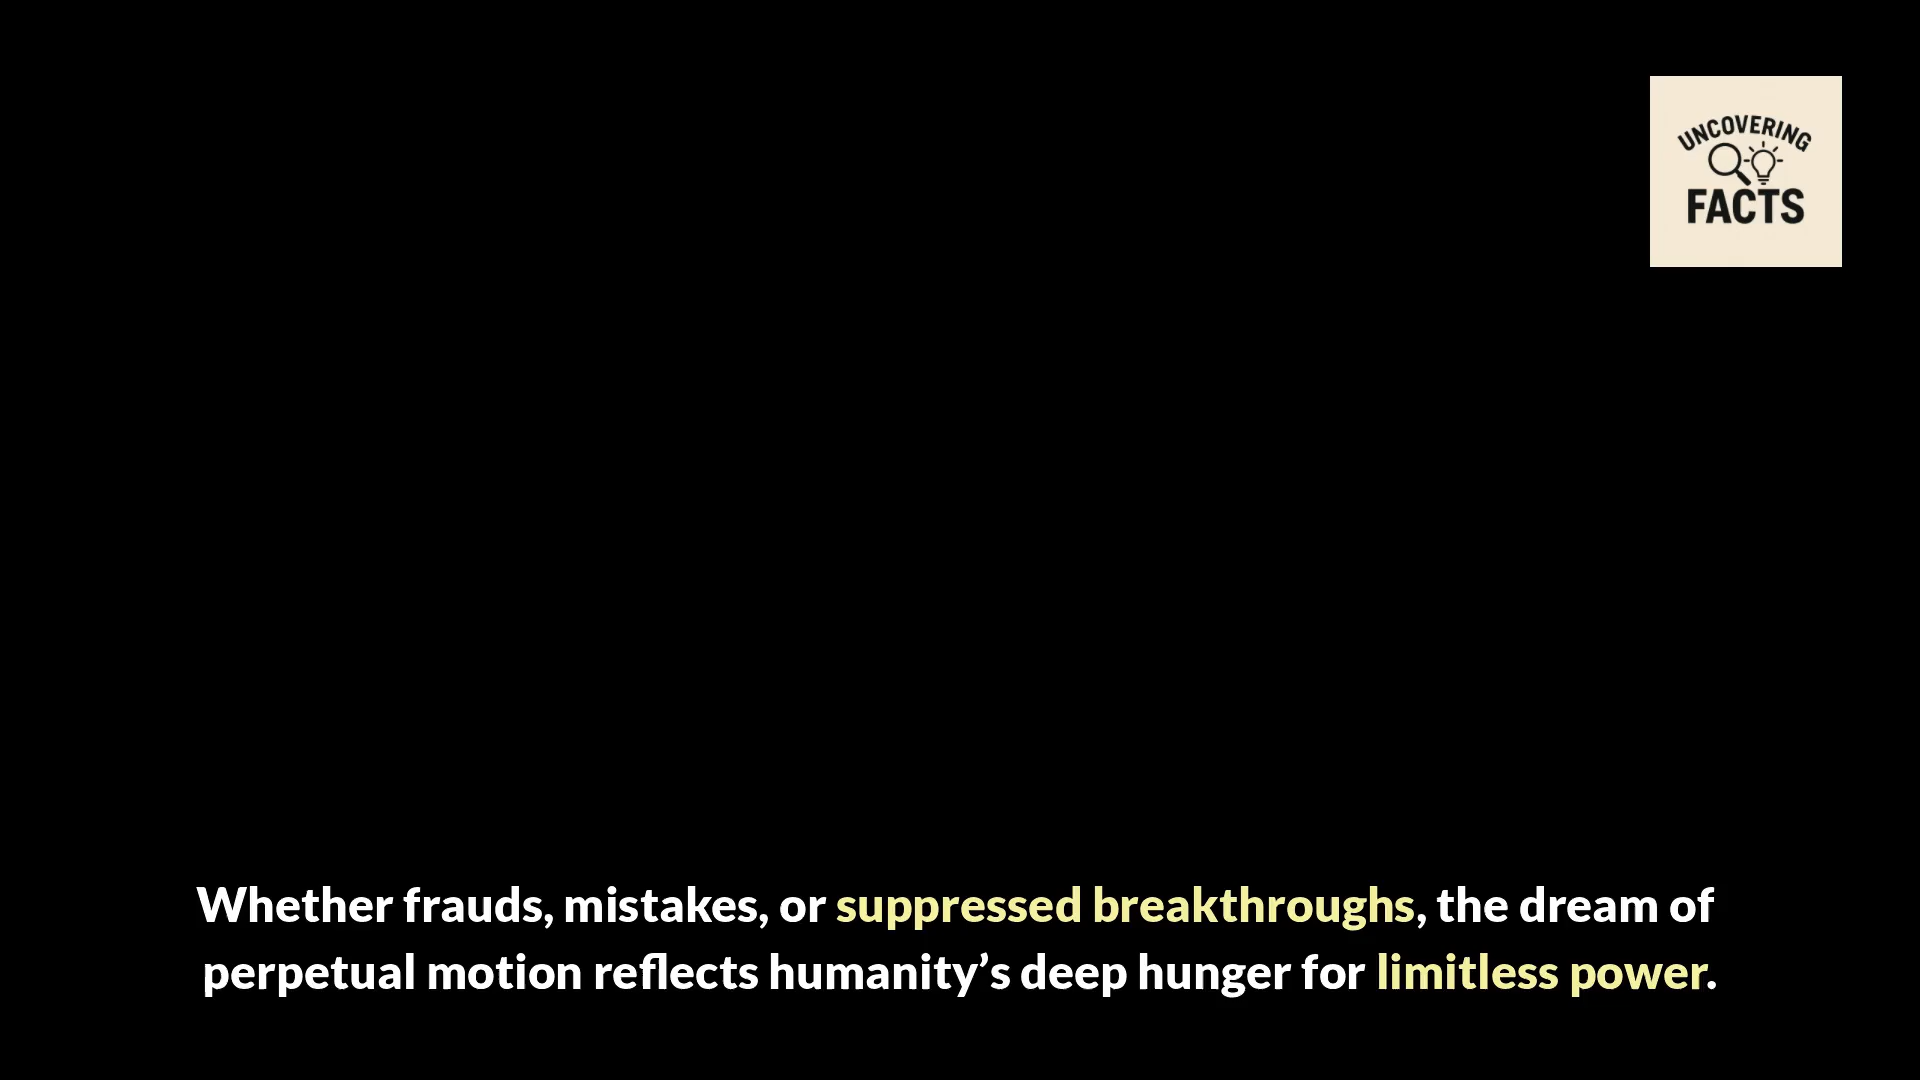 UNCOVERING
FACTS
Whether frauds, mistakes, or suppressed breakthroughs, the dream of
perpetual motion reflects humanity’s deep hunger for limitless power.